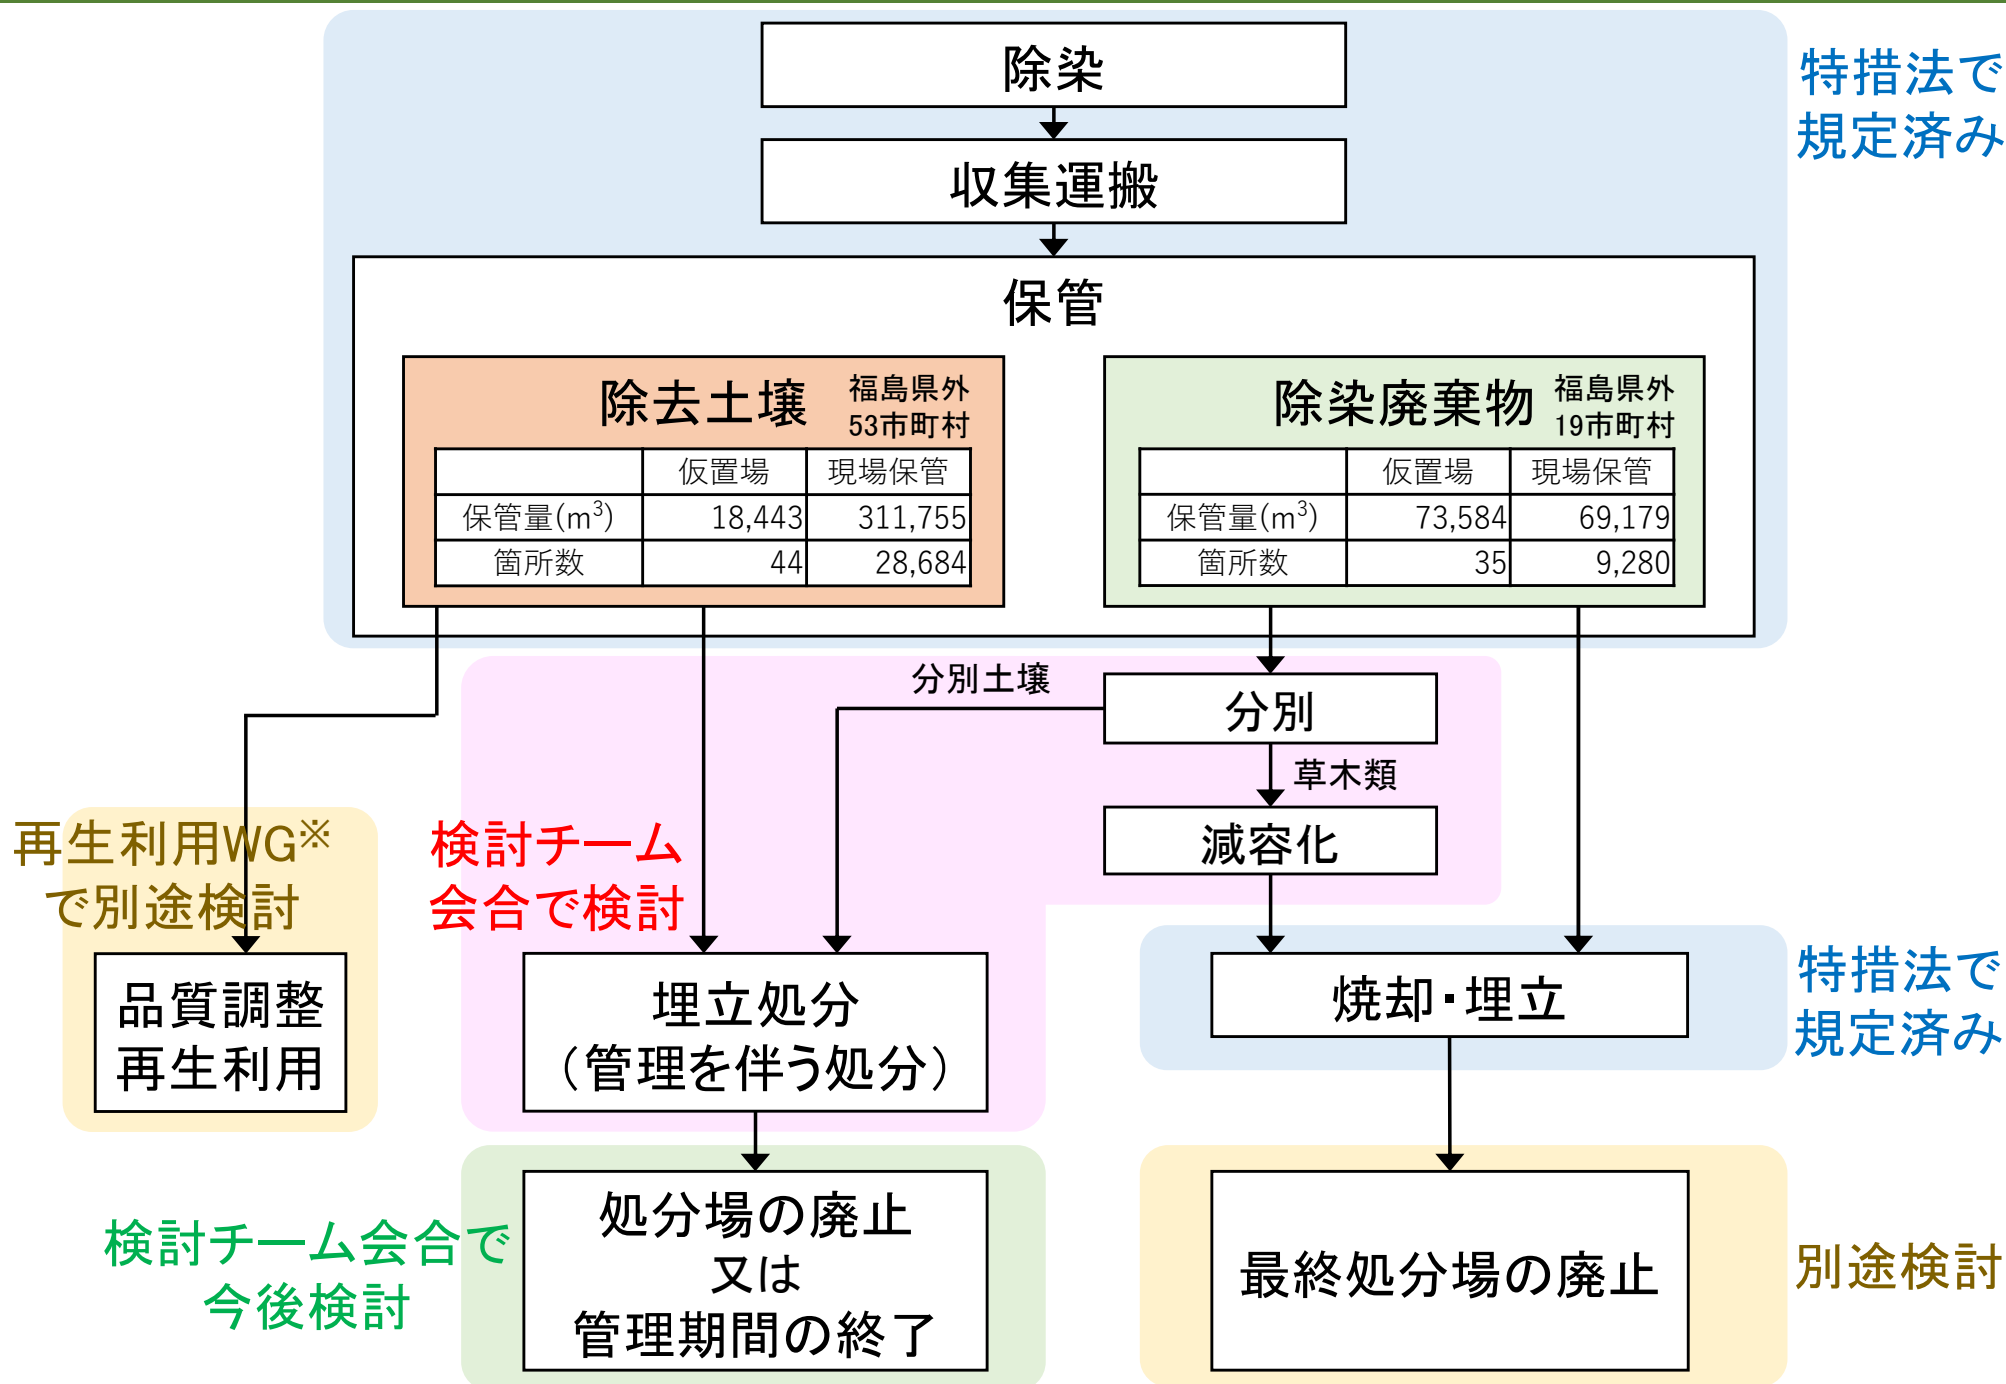 除染
特措法で
規定済み
収集運搬
保管
除去土壌
福島県外
53市町村
仮置場 現場保管
保管量(m³) 18,443 311,755
箇所数 44 28,684
除染廃棄物
福島県外
19市町村
仮置場 現場保管
保管量(m³) 73,584 69,179
箇所数 35 9,280
分別土壌
分別
草木類
減容化
再生利用WG※
で別途検討
検討チーム
会合で検討
品質調整
再生利用
埋立処分
（管理を伴う処分）
焼却・埋立
特措法で
規定済み
検討チーム会合で
今後検討
処分場の廃止
又は
管理期間の終了
最終処分場の廃止
別途検討